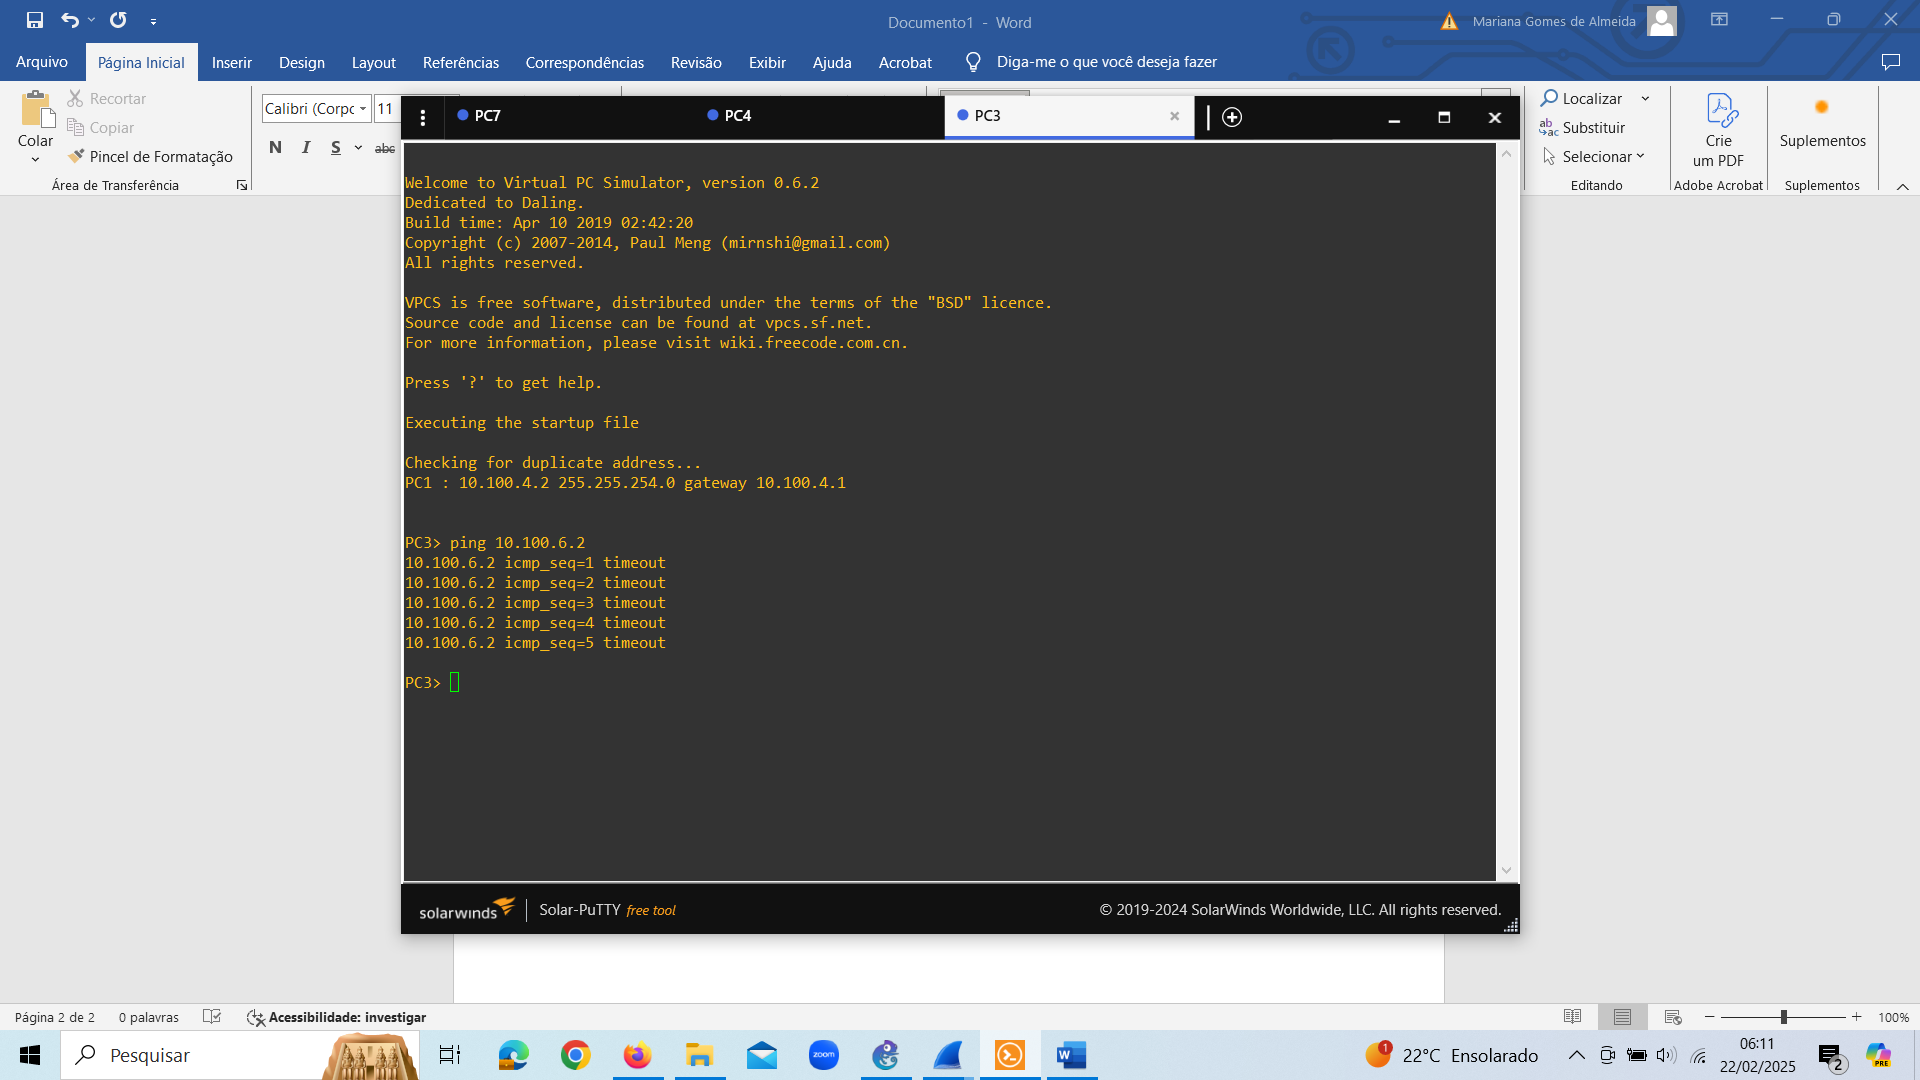 Documento1 - Word
Mariana Gomes de Almeida
Arquivo
Página Inicial
Inserir
Design
Layout
Referências
Correspondências
Revisão
Exibir
Ajuda
Acrobat
Diga-me o que você deseja fazer
Colar
Recortar
Copiar
Pincel de Formatação
Área de Transferência
Calibri (Corpc
11
N I S abc
Localizar
Substituir
Selecionar
Editando
Crie
um PDF
Adobe Acrobat
Suplementos
Suplementos
PC7
PC4
PC3
Welcome to Virtual PC Simulator, version 0.6.2
Dedicated to Daling.
Build time: Apr 10 2019 02:42:20
Copyright (c) 2007-2014, Paul Meng (mirnshi@gmail.com)
All rights reserved.
VPCS is free software, distributed under the terms of the "BSD" licence.
Source code and license can be found at vpcs.sf.net.
For more information, please visit wiki.freecode.com.cn.
Press '?' to get help.
Executing the startup file
Checking for duplicate address...
PC1 : 10.100.4.2 255.255.254.0 gateway 10.100.4.1
PC3> ping 10.100.6.2
10.100.6.2 icmp_seq=1 timeout
10.100.6.2 icmp_seq=2 timeout
10.100.6.2 icmp_seq=3 timeout
10.100.6.2 icmp_seq=4 timeout
10.100.6.2 icmp_seq=5 timeout
PC3>
solarwinds
Solar-PuTTY free tool
© 2019-2024 SolarWinds Worldwide, LLC. All rights reserved.
Página 2 de 2
0 palavras
Acessibilidade: investigar
100%
Pesquisar
zoom
W
1
22°C Ensolarado
06:11
22/02/2025
2
PRE